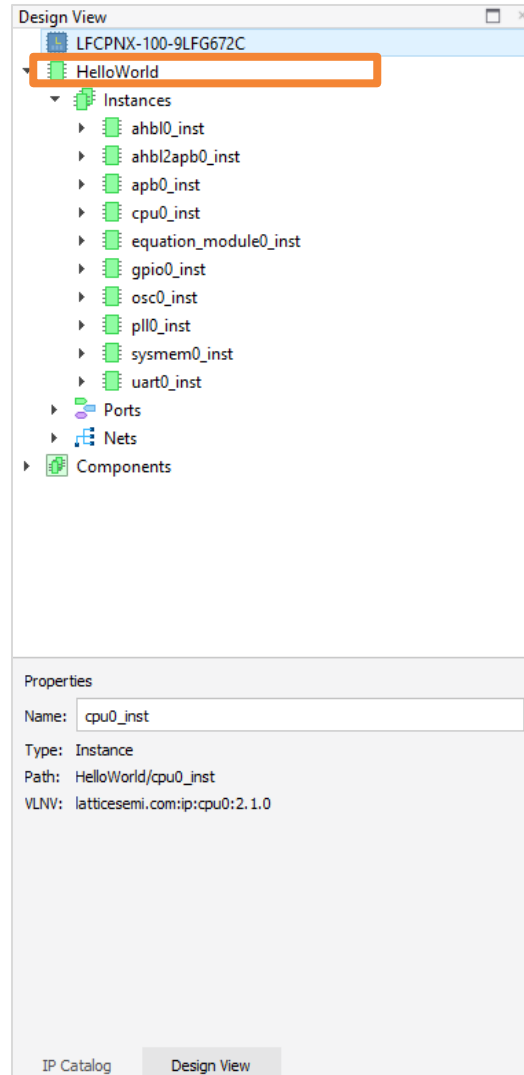 Design View
LFCPNX-100-9LFG672C
HelloWorld
Instances
ahbl0_inst
ahbl2apb0_inst
apb0_inst
cpu0_inst
equation_module0_inst
gpio0_inst
osc0_inst
pll0_inst
sysmem0_inst
uart0_inst
Ports
Nets
Components
Properties
Name: cpu0_inst
Type: Instance
Path: HelloWorld/cpu0_inst
VLNV: latticesemi.com:ip:cpu0:2.1.0
IP Catalog Design View